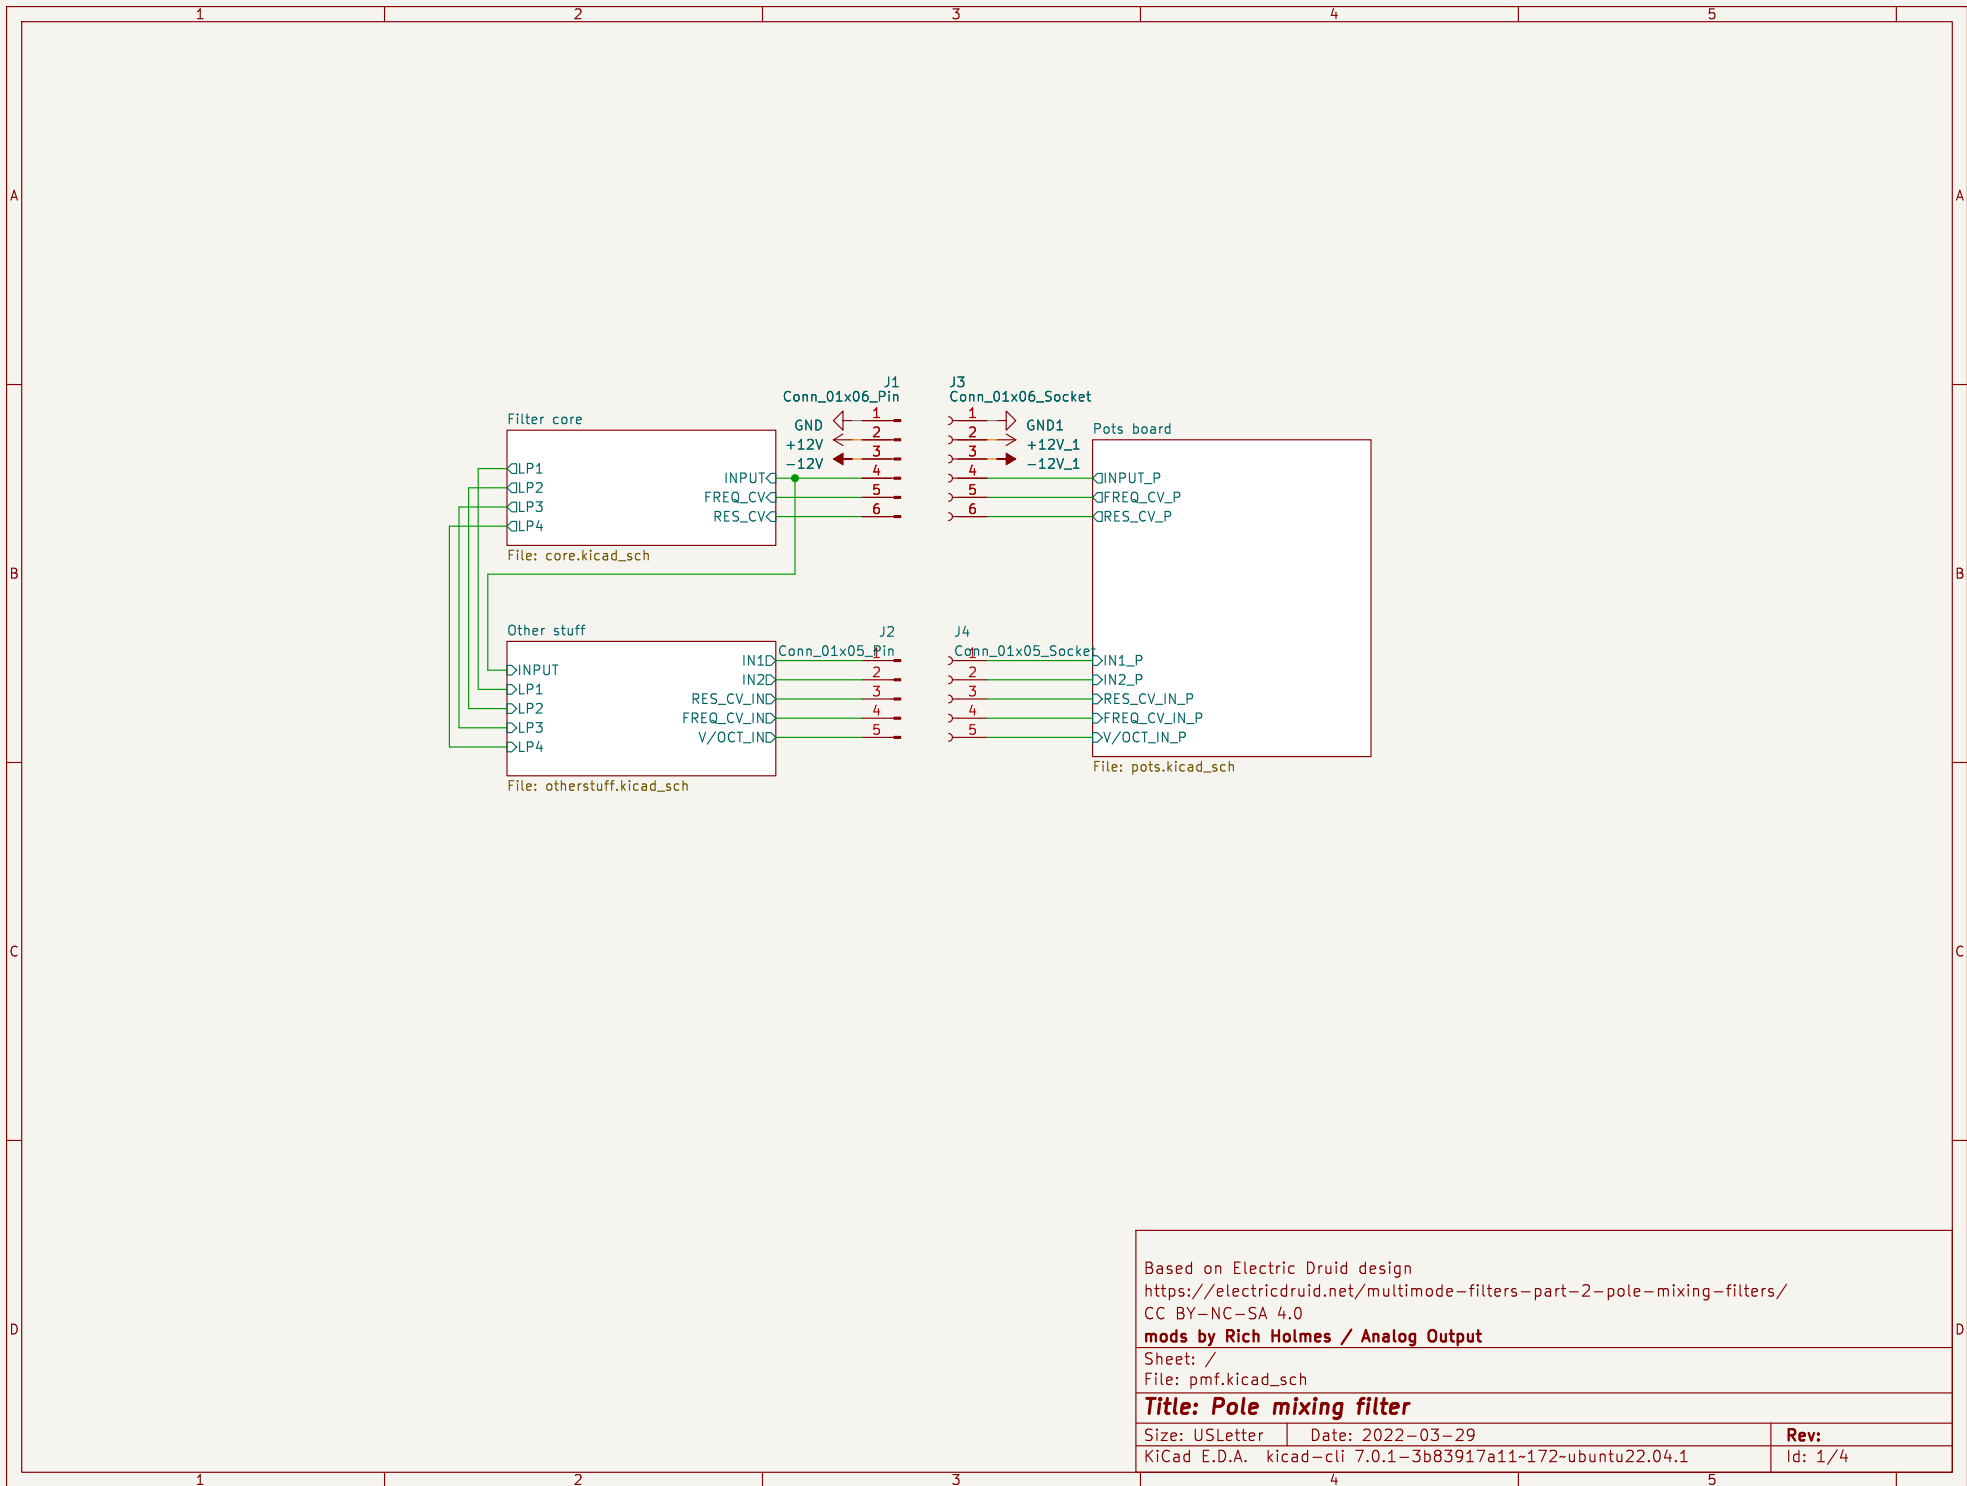 1 2 3 4 5
A A
J1 J3
Conn_01x06_Pin Conn_01x06_Socket
1 1
Filter core
GND GND1
Pots board
2 2
+12V +12V_1
3 3
-12V -12V_1
LP1
INPUT 4 4 INPUT_P
LP2
FREQ_CV 5 5 FREQ_CV_P
LP3
RES_CV 6 6 RES_CV_P
LP4
File: core.kicad_sch
B B
Other stuff J2 J4
Conn_01x05_Pin Conn_01x05_Socket
IN1 1 1 IN1_P
INPUT
IN2 2 2 IN2_P
LP1
RES_CV_IN 3 3 RES_CV_IN_P
LP2
FREQ_CV_IN 4 4 FREQ_CV_IN_P
LP3
V/OCT_IN 5 5 V/OCT_IN_P
LP4
File: pots.kicad_sch
File: otherstuff.kicad_sch
C C
Based on Electric Druid design
https://electricdruid.net/multimode-filters-part-2-pole-mixing-filters/
CC BY-NC-SA 4.0
D D
mods by Rich Holmes / Analog Output
Sheet: /
File: pmf.kicad_sch
Title: Pole mixing filter
Size: USLetter Date: 2022-03-29 Rev:
KiCad E.D.A. kicad-cli 7.0.1-3b83917a11~172~ubuntu22.04.1 Id: 1/4
1 2 3 4 5